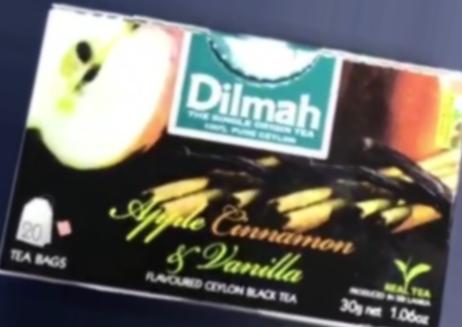 Dilmah
THE SINGLE ORIGIN TEA
100% PURE CEYLON
Apple Cinnamon
& Vanilla
FLAVOURED CEYLON BLACK TEA
20
TEA BAGS
REAL TEA
PRODUCED IN SRI LANKA
30g net 1.06oz